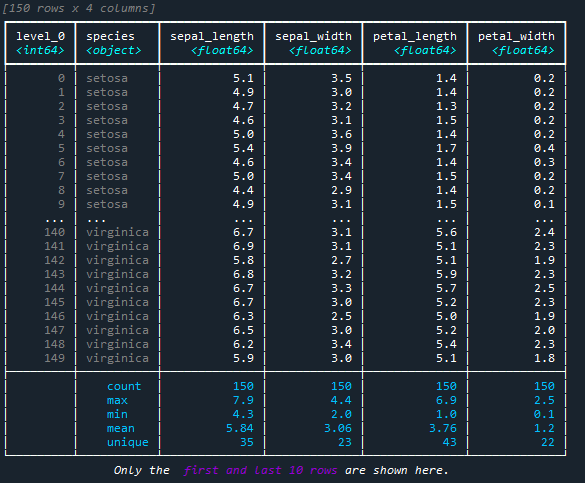 [150 rows x 4 columns]
level_0 species sepal_length sepal_width petal_length petal_width
<int64> <object> <float64> <float64> <float64> <float64>
0 setosa 5.1 3.5 1.4 0.2
1 setosa 4.9 3.0 1.4 0.2
2 setosa 4.7 3.2 1.3 0.2
3 setosa 4.6 3.1 1.5 0.2
4 setosa 5.0 3.6 1.4 0.2
5 setosa 5.4 3.9 1.7 0.4
6 setosa 4.6 3.4 1.4 0.3
7 setosa 5.0 3.4 1.5 0.2
8 setosa 4.4 2.9 1.4 0.2
9 setosa 4.9 3.1 1.5 0.1
... ... ... ... ... ...
140 virginica 6.7 3.1 5.6 2.4
141 virginica 6.9 3.1 5.1 2.3
142 virginica 5.8 2.7 5.1 1.9
143 virginica 6.8 3.2 5.9 2.3
144 virginica 6.7 3.3 5.7 2.5
145 virginica 6.7 3.0 5.2 2.3
146 virginica 6.3 2.5 5.0 1.9
147 virginica 6.5 3.0 5.2 2.0
148 virginica 6.2 3.4 5.4 2.3
149 virginica 5.9 3.0 5.1 1.8
count 150 150 150 150
max 7.9 4.4 6.9 2.5
min 4.3 2.0 1.0 0.1
mean 5.84 3.06 3.76 1.2
unique 35 23 43 22
Only the first and last 10 rows are shown here.